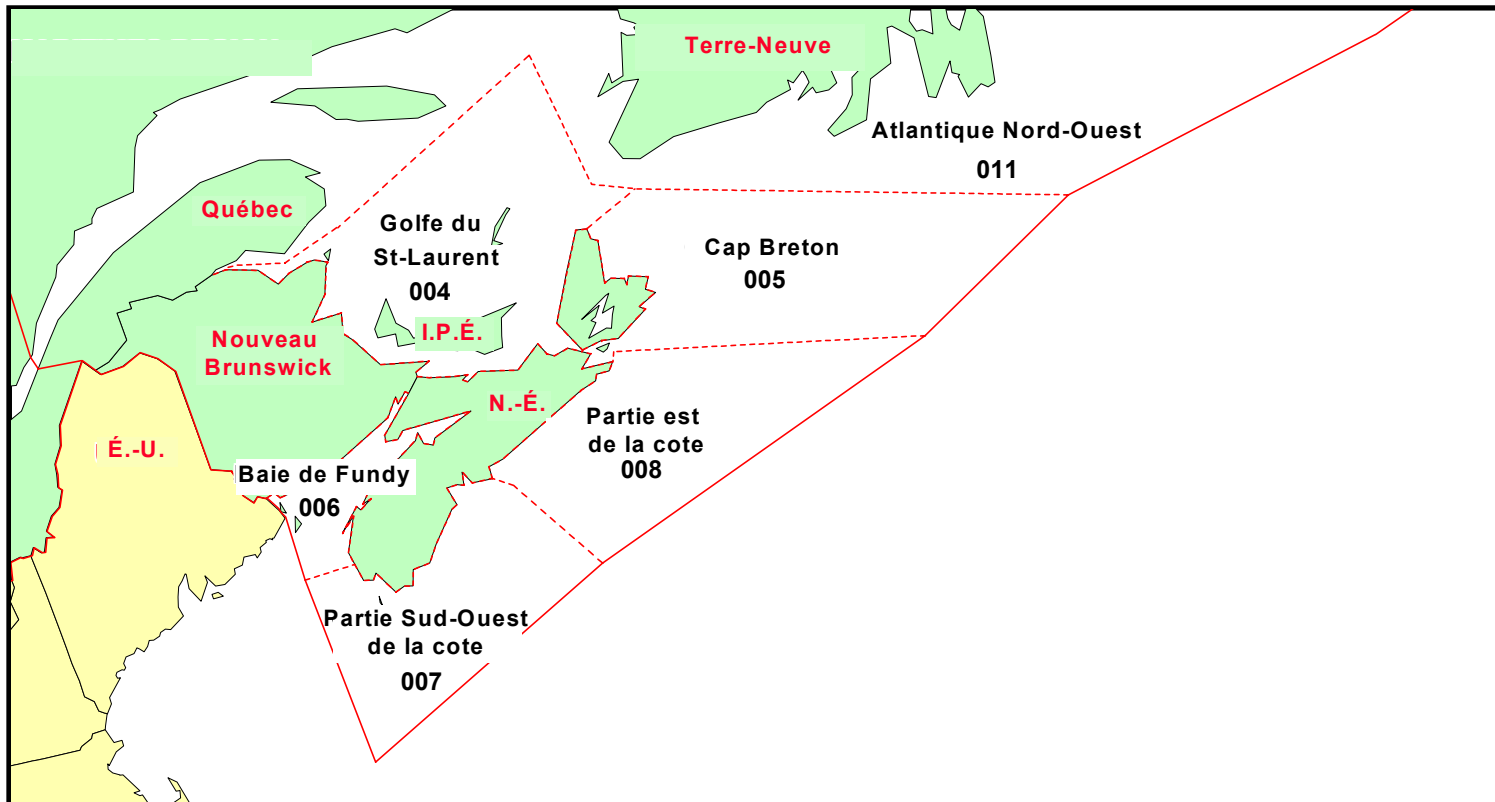 Terre-Neuve
Atlantique Nord-Ouest
011
Québec
Golfe du
St-Laurent
004
Cap Breton
005
I.P.É.
Nouveau
Brunswick
N.-É.
Partie est
de la cote
008
É.-U.
Baie de Fundy
006
Partie Sud-Ouest
de la cote
007